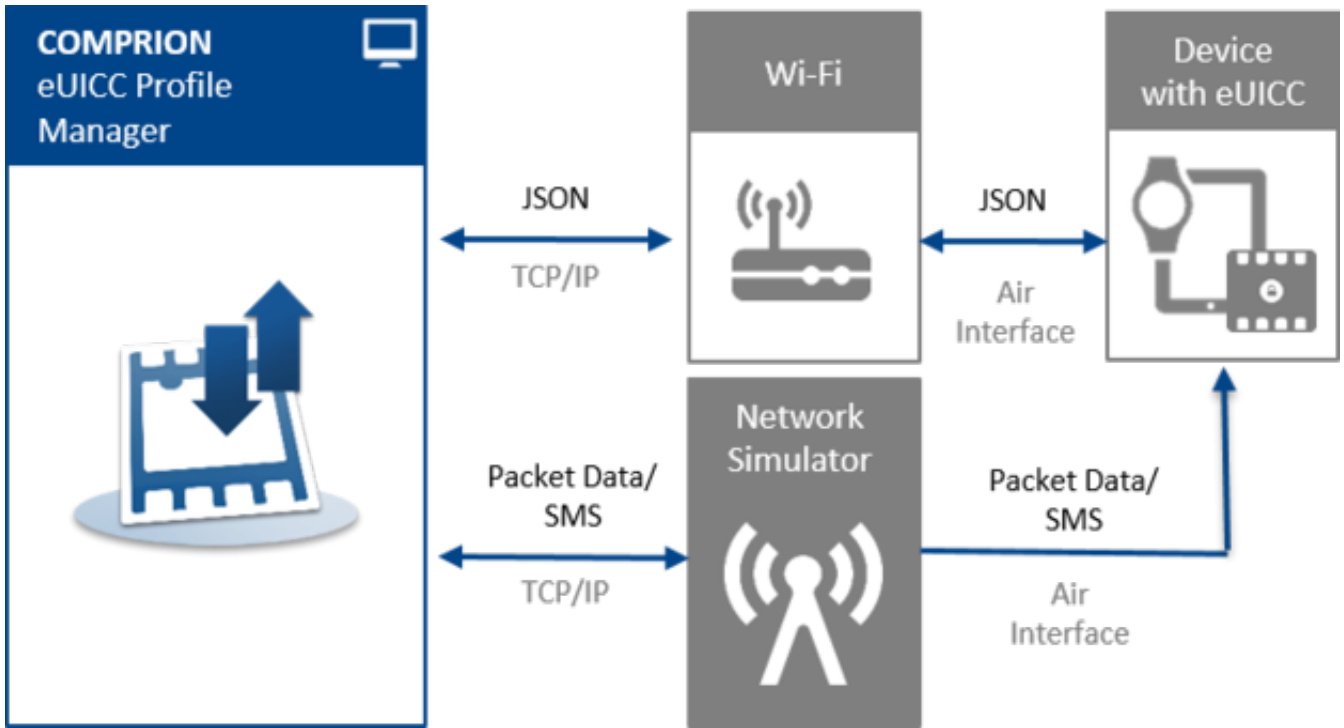 COMPRION
eUICC Profile
Manager
Wi-Fi
Device
with eUICC
JSON
TCP/IP
JSON
Air
Interface
Network
Simulator
Packet Data/
SMS
TCP/IP
Packet Data/
SMS
Air
Interface